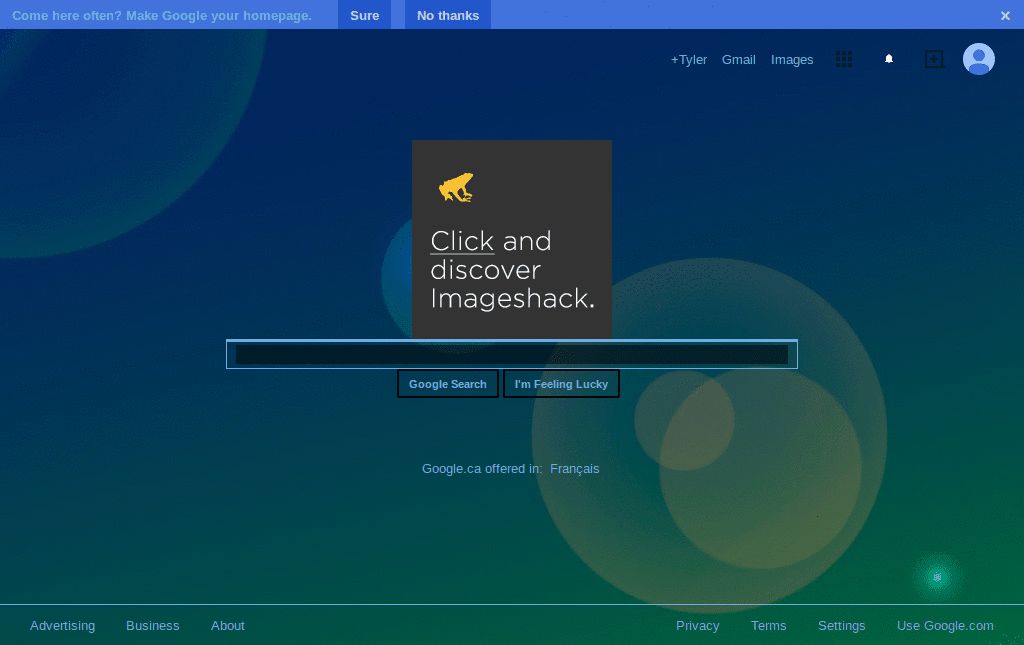 Come here often? Make Google your homepage. Sure No thanks ×
+Tyler Gmail Images
Click and
discover
Imageshack.
Google Search I'm Feeling Lucky
Google.ca offered in: Français
Advertising Business About Privacy Terms Settings Use Google.com